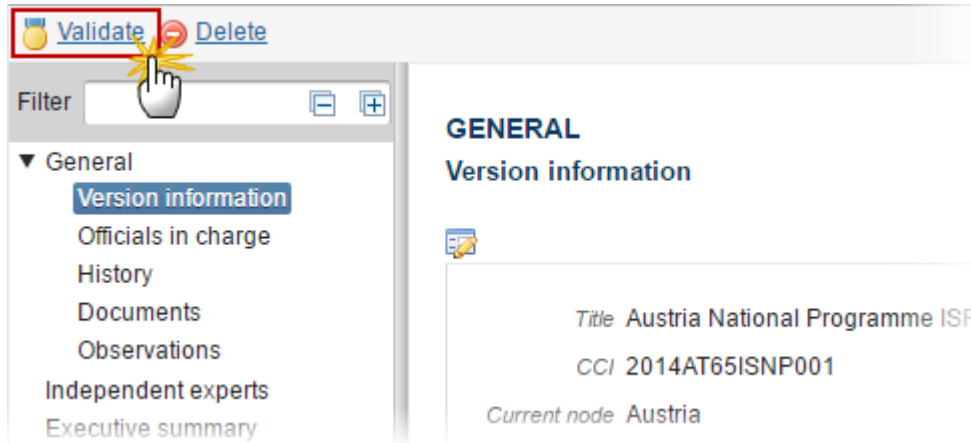 Validate Delete
Filter
GENERAL
▼ General
Version information
Version information
Officials in charge
History
Documents
Title Austria National Programme
Observations
CCI 2014AT65ISNP001
Independent experts
Current node Austria
Executive summary